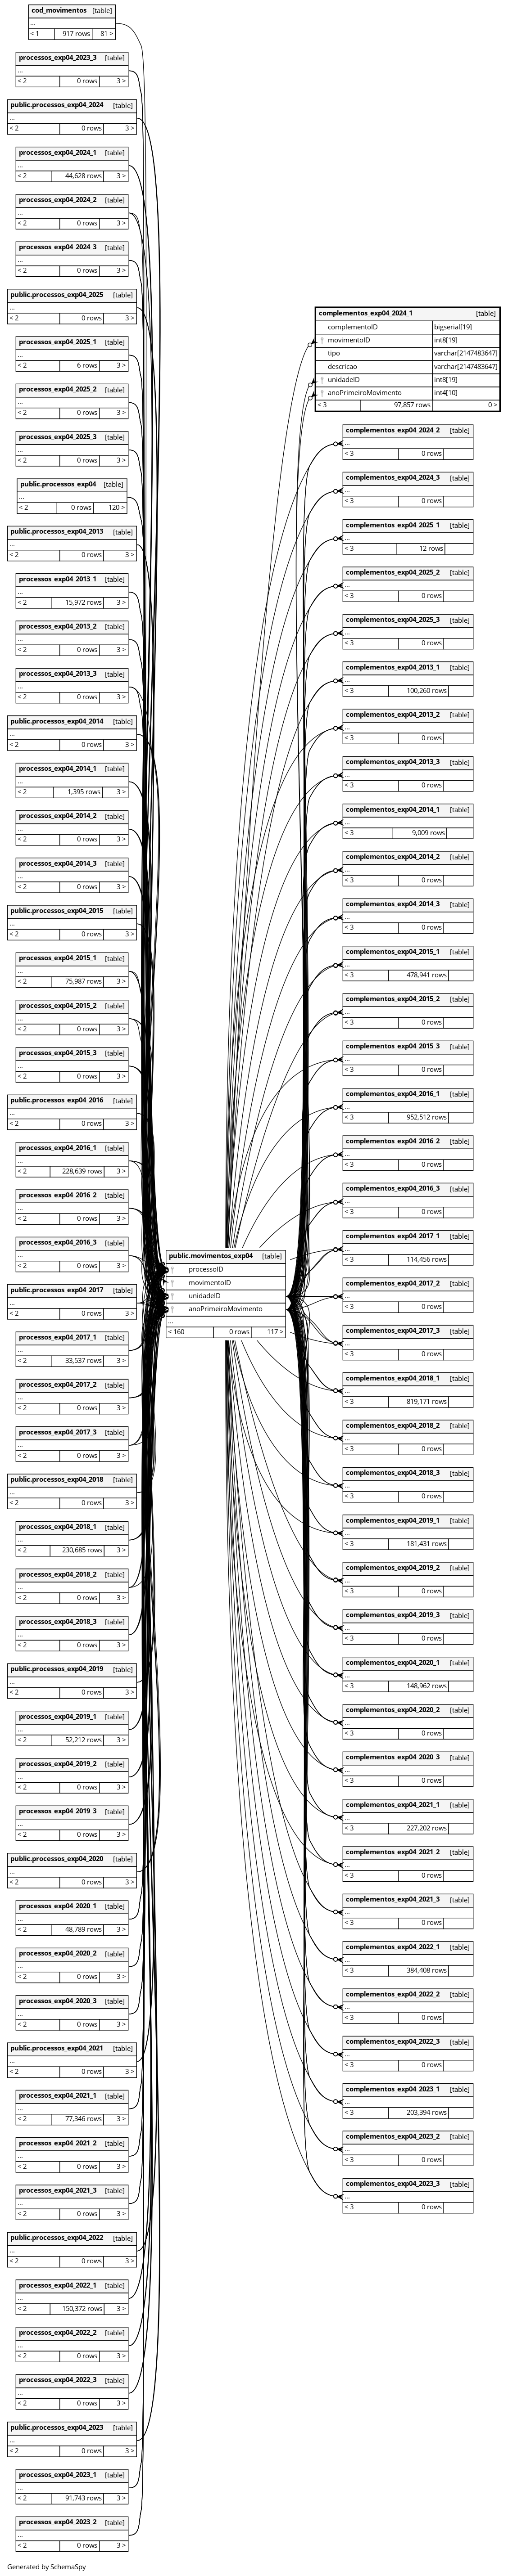 cod_movimentos [table]
...
< 1 917 rows 81 >
processos_exp04_2023_3 [table]
...
< 2 0 rows 3 >
public.processos_exp04_2024 [table]
...
< 2 0 rows 3 >
processos_exp04_2024_1 [table]
...
< 2 44,628 rows 3 >
processos_exp04_2024_2 [table]
...
< 2 0 rows 3 >
processos_exp04_2024_3 [table]
...
< 2 0 rows 3 >
public.processos_exp04_2025 [table]
...
< 2 0 rows 3 >
processos_exp04_2025_1 [table]
...
< 2 6 rows 3 >
processos_exp04_2025_2 [table]
...
< 2 0 rows 3 >
processos_exp04_2025_3 [table]
...
< 2 0 rows 3 >
public.processos_exp04 [table]
...
< 2 0 rows 120 >
public.processos_exp04_2013 [table]
...
< 2 0 rows 3 >
processos_exp04_2013_1 [table]
...
< 2 15,972 rows 3 >
processos_exp04_2013_2 [table]
...
< 2 0 rows 3 >
processos_exp04_2013_3 [table]
...
< 2 0 rows 3 >
public.processos_exp04_2014 [table]
...
< 2 0 rows 3 >
processos_exp04_2014_1 [table]
...
< 2 1,395 rows 3 >
processos_exp04_2014_2 [table]
...
< 2 0 rows 3 >
processos_exp04_2014_3 [table]
...
< 2 0 rows 3 >
public.processos_exp04_2015 [table]
...
< 2 0 rows 3 >
processos_exp04_2015_1 [table]
...
< 2 75,987 rows 3 >
processos_exp04_2015_2 [table]
...
< 2 0 rows 3 >
processos_exp04_2015_3 [table]
...
< 2 0 rows 3 >
public.processos_exp04_2016 [table]
...
< 2 0 rows 3 >
processos_exp04_2016_1 [table]
...
< 2 228,639 rows 3 >
processos_exp04_2016_2 [table]
...
< 2 0 rows 3 >
processos_exp04_2016_3 [table]
...
< 2 0 rows 3 >
public.processos_exp04_2017 [table]
...
< 2 0 rows 3 >
processos_exp04_2017_1 [table]
...
< 2 33,537 rows 3 >
processos_exp04_2017_2 [table]
...
< 2 0 rows 3 >
processos_exp04_2017_3 [table]
...
< 2 0 rows 3 >
public.processos_exp04_2018 [table]
...
< 2 0 rows 3 >
processos_exp04_2018_1 [table]
...
< 2 230,685 rows 3 >
processos_exp04_2018_2 [table]
...
< 2 0 rows 3 >
processos_exp04_2018_3 [table]
...
< 2 0 rows 3 >
public.processos_exp04_2019 [table]
...
< 2 0 rows 3 >
processos_exp04_2019_1 [table]
...
< 2 52,212 rows 3 >
processos_exp04_2019_2 [table]
...
< 2 0 rows 3 >
processos_exp04_2019_3 [table]
...
< 2 0 rows 3 >
public.processos_exp04_2020 [table]
...
< 2 0 rows 3 >
processos_exp04_2020_1 [table]
...
< 2 48,789 rows 3 >
processos_exp04_2020_2 [table]
...
< 2 0 rows 3 >
processos_exp04_2020_3 [table]
...
< 2 0 rows 3 >
public.processos_exp04_2021 [table]
...
< 2 0 rows 3 >
processos_exp04_2021_1 [table]
...
< 2 77,346 rows 3 >
processos_exp04_2021_2 [table]
...
< 2 0 rows 3 >
processos_exp04_2021_3 [table]
...
< 2 0 rows 3 >
public.processos_exp04_2022 [table]
...
< 2 0 rows 3 >
processos_exp04_2022_1 [table]
...
< 2 150,372 rows 3 >
processos_exp04_2022_2 [table]
...
< 2 0 rows 3 >
processos_exp04_2022_3 [table]
...
< 2 0 rows 3 >
public.processos_exp04_2023 [table]
...
< 2 0 rows 3 >
processos_exp04_2023_1 [table]
...
< 2 91,743 rows 3 >
processos_exp04_2023_2 [table]
...
< 2 0 rows 3 >
public.movimentos_exp04 [table]
processoID
movimentoID
unidadeID
anoPrimeiroMovimento
...
< 160 0 rows 117 >
complementos_exp04_2024_1 [table]
complementoID bigserial[19]
movimentoID int8[19]
tipo varchar[2147483647]
descricao varchar[2147483647]
unidadeID int8[19]
anoPrimeiroMovimento int4[10]
< 3 97,857 rows 0 >
complementos_exp04_2024_2 [table]
...
< 3 0 rows
complementos_exp04_2024_3 [table]
...
< 3 0 rows
complementos_exp04_2025_1 [table]
...
< 3 12 rows
complementos_exp04_2025_2 [table]
...
< 3 0 rows
complementos_exp04_2025_3 [table]
...
< 3 0 rows
complementos_exp04_2013_1 [table]
...
< 3 100,260 rows
complementos_exp04_2013_2 [table]
...
< 3 0 rows
complementos_exp04_2013_3 [table]
...
< 3 0 rows
complementos_exp04_2014_1 [table]
...
< 3 9,009 rows
complementos_exp04_2014_2 [table]
...
< 3 0 rows
complementos_exp04_2014_3 [table]
...
< 3 0 rows
complementos_exp04_2015_1 [table]
...
< 3 478,941 rows
complementos_exp04_2015_2 [table]
...
< 3 0 rows
complementos_exp04_2015_3 [table]
...
< 3 0 rows
complementos_exp04_2016_1 [table]
...
< 3 952,512 rows
complementos_exp04_2016_2 [table]
...
< 3 0 rows
complementos_exp04_2016_3 [table]
...
< 3 0 rows
complementos_exp04_2017_1 [table]
...
< 3 114,456 rows
complementos_exp04_2017_2 [table]
...
< 3 0 rows
complementos_exp04_2017_3 [table]
...
< 3 0 rows
complementos_exp04_2018_1 [table]
...
< 3 819,171 rows
complementos_exp04_2018_2 [table]
...
< 3 0 rows
complementos_exp04_2018_3 [table]
...
< 3 0 rows
complementos_exp04_2019_1 [table]
...
< 3 181,431 rows
complementos_exp04_2019_2 [table]
...
< 3 0 rows
complementos_exp04_2019_3 [table]
...
< 3 0 rows
complementos_exp04_2020_1 [table]
...
< 3 148,962 rows
complementos_exp04_2020_2 [table]
...
< 3 0 rows
complementos_exp04_2020_3 [table]
...
< 3 0 rows
complementos_exp04_2021_1 [table]
...
< 3 227,202 rows
complementos_exp04_2021_2 [table]
...
< 3 0 rows
complementos_exp04_2021_3 [table]
...
< 3 0 rows
complementos_exp04_2022_1 [table]
...
< 3 384,408 rows
complementos_exp04_2022_2 [table]
...
< 3 0 rows
complementos_exp04_2022_3 [table]
...
< 3 0 rows
complementos_exp04_2023_1 [table]
...
< 3 203,394 rows
complementos_exp04_2023_2 [table]
...
< 3 0 rows
complementos_exp04_2023_3 [table]
...
< 3 0 rows
Generated by SchemaSpy